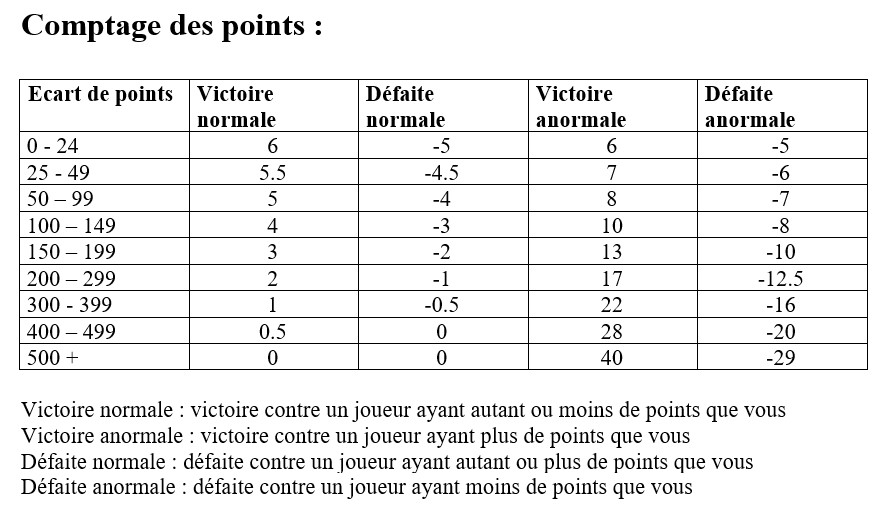 Comptage des points :
Ecart de points Victoire normale Défaite normale Victoire anormale Défaite anormale
0 - 24 6 -5 6 -5
25 - 49 5.5 -4.5 7 -6
50 – 99 5 -4 8 -7
100 – 149 4 -3 10 -8
150 – 199 3 -2 13 -10
200 – 299 2 -1 17 -12.5
300 - 399 1 -0.5 22 -16
400 – 499 0.5 0 28 -20
500 + 0 0 40 -29
Victoire normale : victoire contre un joueur ayant autant ou moins de points que vous
Victoire anormale : victoire contre un joueur ayant plus de points que vous
Défaite normale : défaite contre un joueur ayant autant ou plus de points que vous
Défaite anormale : défaite contre un joueur ayant moins de points que vous